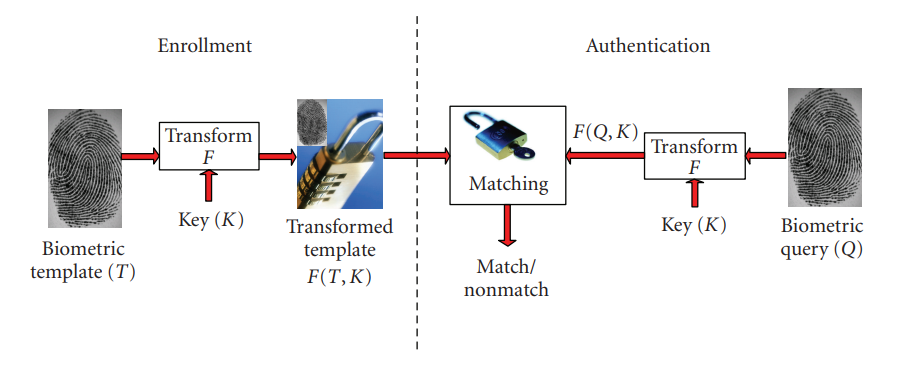 Enrollment
Authentication
Transform
F
Key (K)
Biometric
template (T)
Transformed
template
F(T, K)
Matching
Match/
nonmatch
F(Q, K)
Transform
F
Key (K)
Biometric
query (Q)